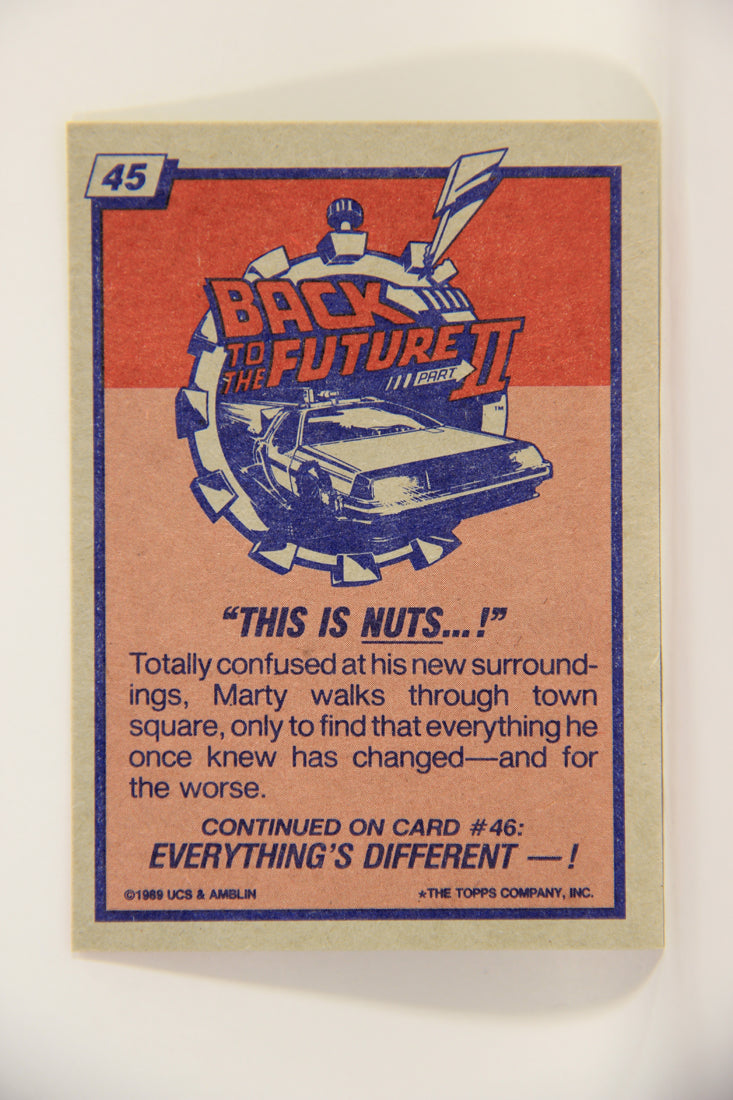 45
BACK
TO
THE FUTURE
PART II
™
“THIS IS NUTS...!”
Totally confused at his new surround-
ings, Marty walks through town
square, only to find that everything he
once knew has changed—and for
the worse.
CONTINUED ON CARD #46:
EVERYTHING'S DIFFERENT —!
©1989 UCS & AMBLIN
★THE TOPPS COMPANY, INC.